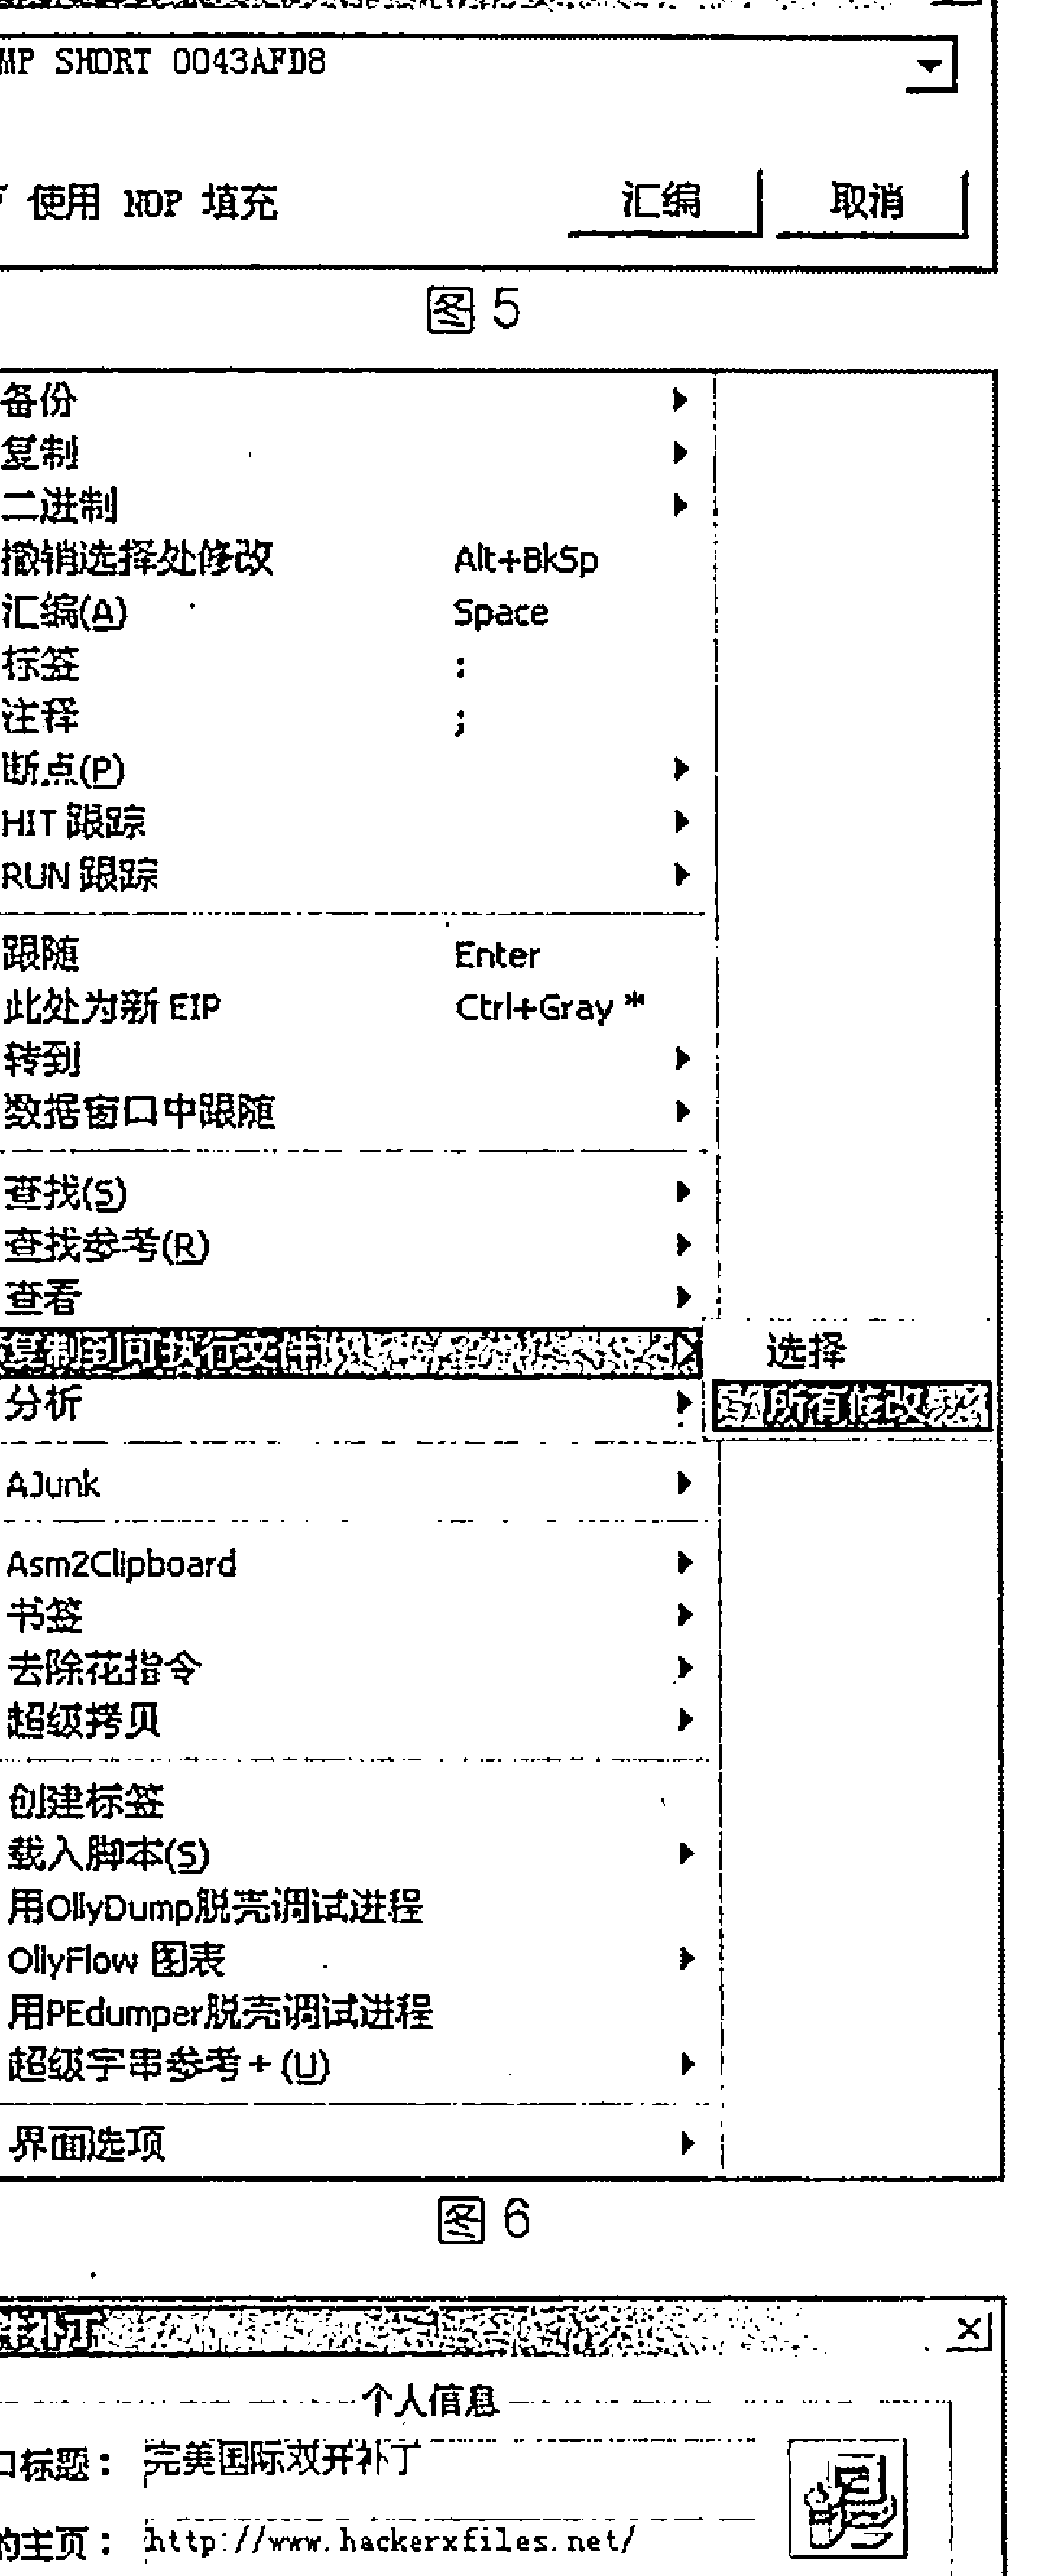 MP SHORT 0043AFD8
使用 NOP 填充 汇编 取消
图 5
备份
复制
二进制
撤销选择处修改 Alt+BkSp
汇编(A) Space
标签 :
注释 ;
断点(P)
HIT 跟踪
RUN 跟踪
跟随 Enter
此处为新 EIP Ctrl+Gray *
转到
数据窗口中跟随
查找(S)
查找参考(R)
查看
复制到可执行文件 选择
分析 所有修改
AJunk
Asm2Clipboard
书签
去除花指令
超级拷贝
创建标签
载入脚本(S)
用OllyDump脱壳调试进程
OllyFlow 图表
用PEdumper脱壳调试进程
超级字串参考+(U)
界面选项
图 6
补丁
个人信息
口标题: 完美国际双开补丁
的主页: http://www.hackerxfiles.net/